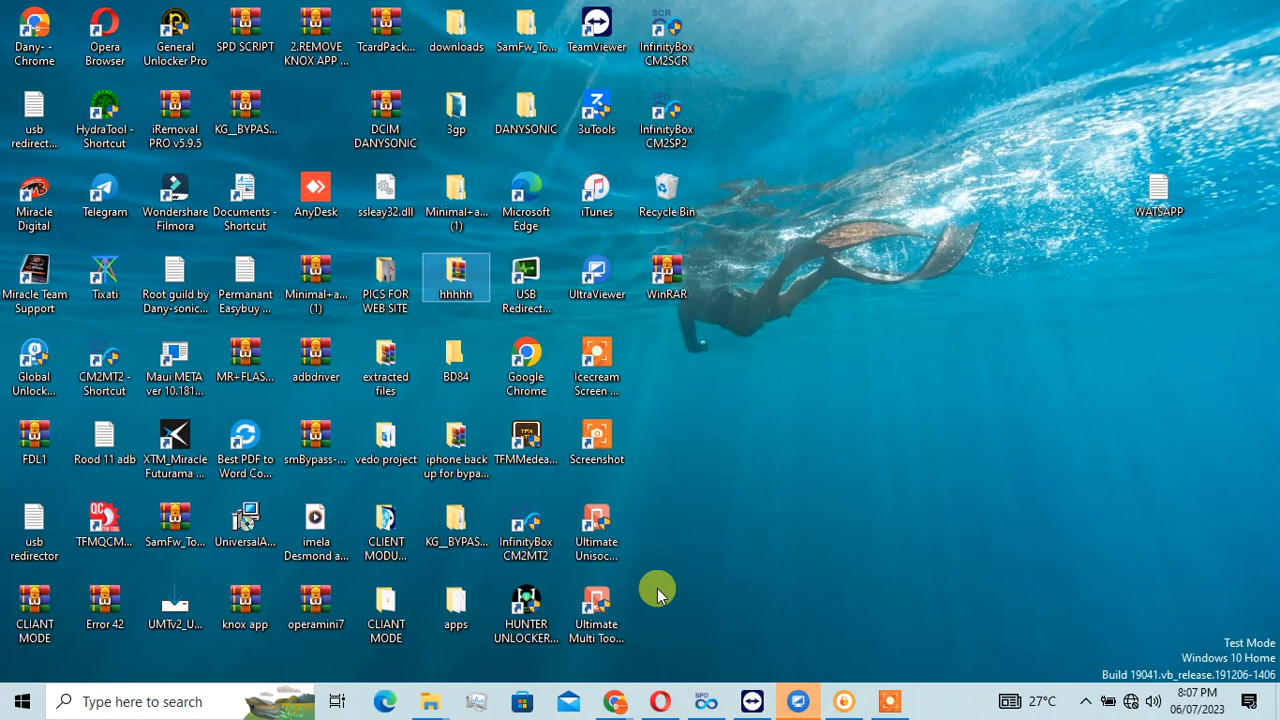 Dany- -
Chrome
Opera
Browser
General
Unlocker Pro
SPD SCRIPT
2.REMOVE
KNOX APP ...
TcardPack...
downloads
SamFw_To...
TeamViewer
SCR
InfinityBox
CM2SCR
usb
redirect...
HydraTool -
Shortcut
iRemoval
PRO v5.9.5
KG__BYPAS...
DCIM
DANYSONIC
3gp
DANYSONIC
3uTools
SPD
InfinityBox
CM2SP2
Miracle
Digital
Telegram
Wondershare
Filmora
Documents -
Shortcut
AnyDesk
ssleay32.dll
Minimal+a...
(1)
Microsoft
Edge
iTunes
Recycle Bin
WATSAPP
Miracle Team
Support
Tixati
Root guild by
Dany-sonic...
Permanant
Easybuy ...
Minimal+a...
(1)
PICS FOR
WEB SITE
hhhhh
USB
Redirect...
UltraViewer
WinRAR
Global
Unlock...
CM2MT2 -
Shortcut
Maui META
ver 10.181...
MR+FLAS...
adbdriver
extracted
files
BD84
Google
Chrome
Icecream
Screen ...
FDL1
Rood 11 adb
XTM_Miracle
Futurama ...
Best PDF to
Word Co...
smBypass-...
vedo project
iphone back
up for bypa...
TFM
TFMMedea...
Screenshot
usb
redirector
QC
TFMQCM...
SamFw_To...
UniversalA...
imela
Desmond a...
CLIENT
MODU...
KG__BYPAS...
InfinityBox
CM2MT2
Ultimate
Unisoc...
CLIANT
MODE
Error 42
UMTv2_U...
knox app
operamini7
CLIANT
MODE
apps
HUNTER
UNLOCKER...
Ultimate
Multi Too...
Test Mode
Windows 10 Home
Build 19041.vb_release.191206-1406
Type here to search
SPD
27°C
8:07 PM
06/07/2023